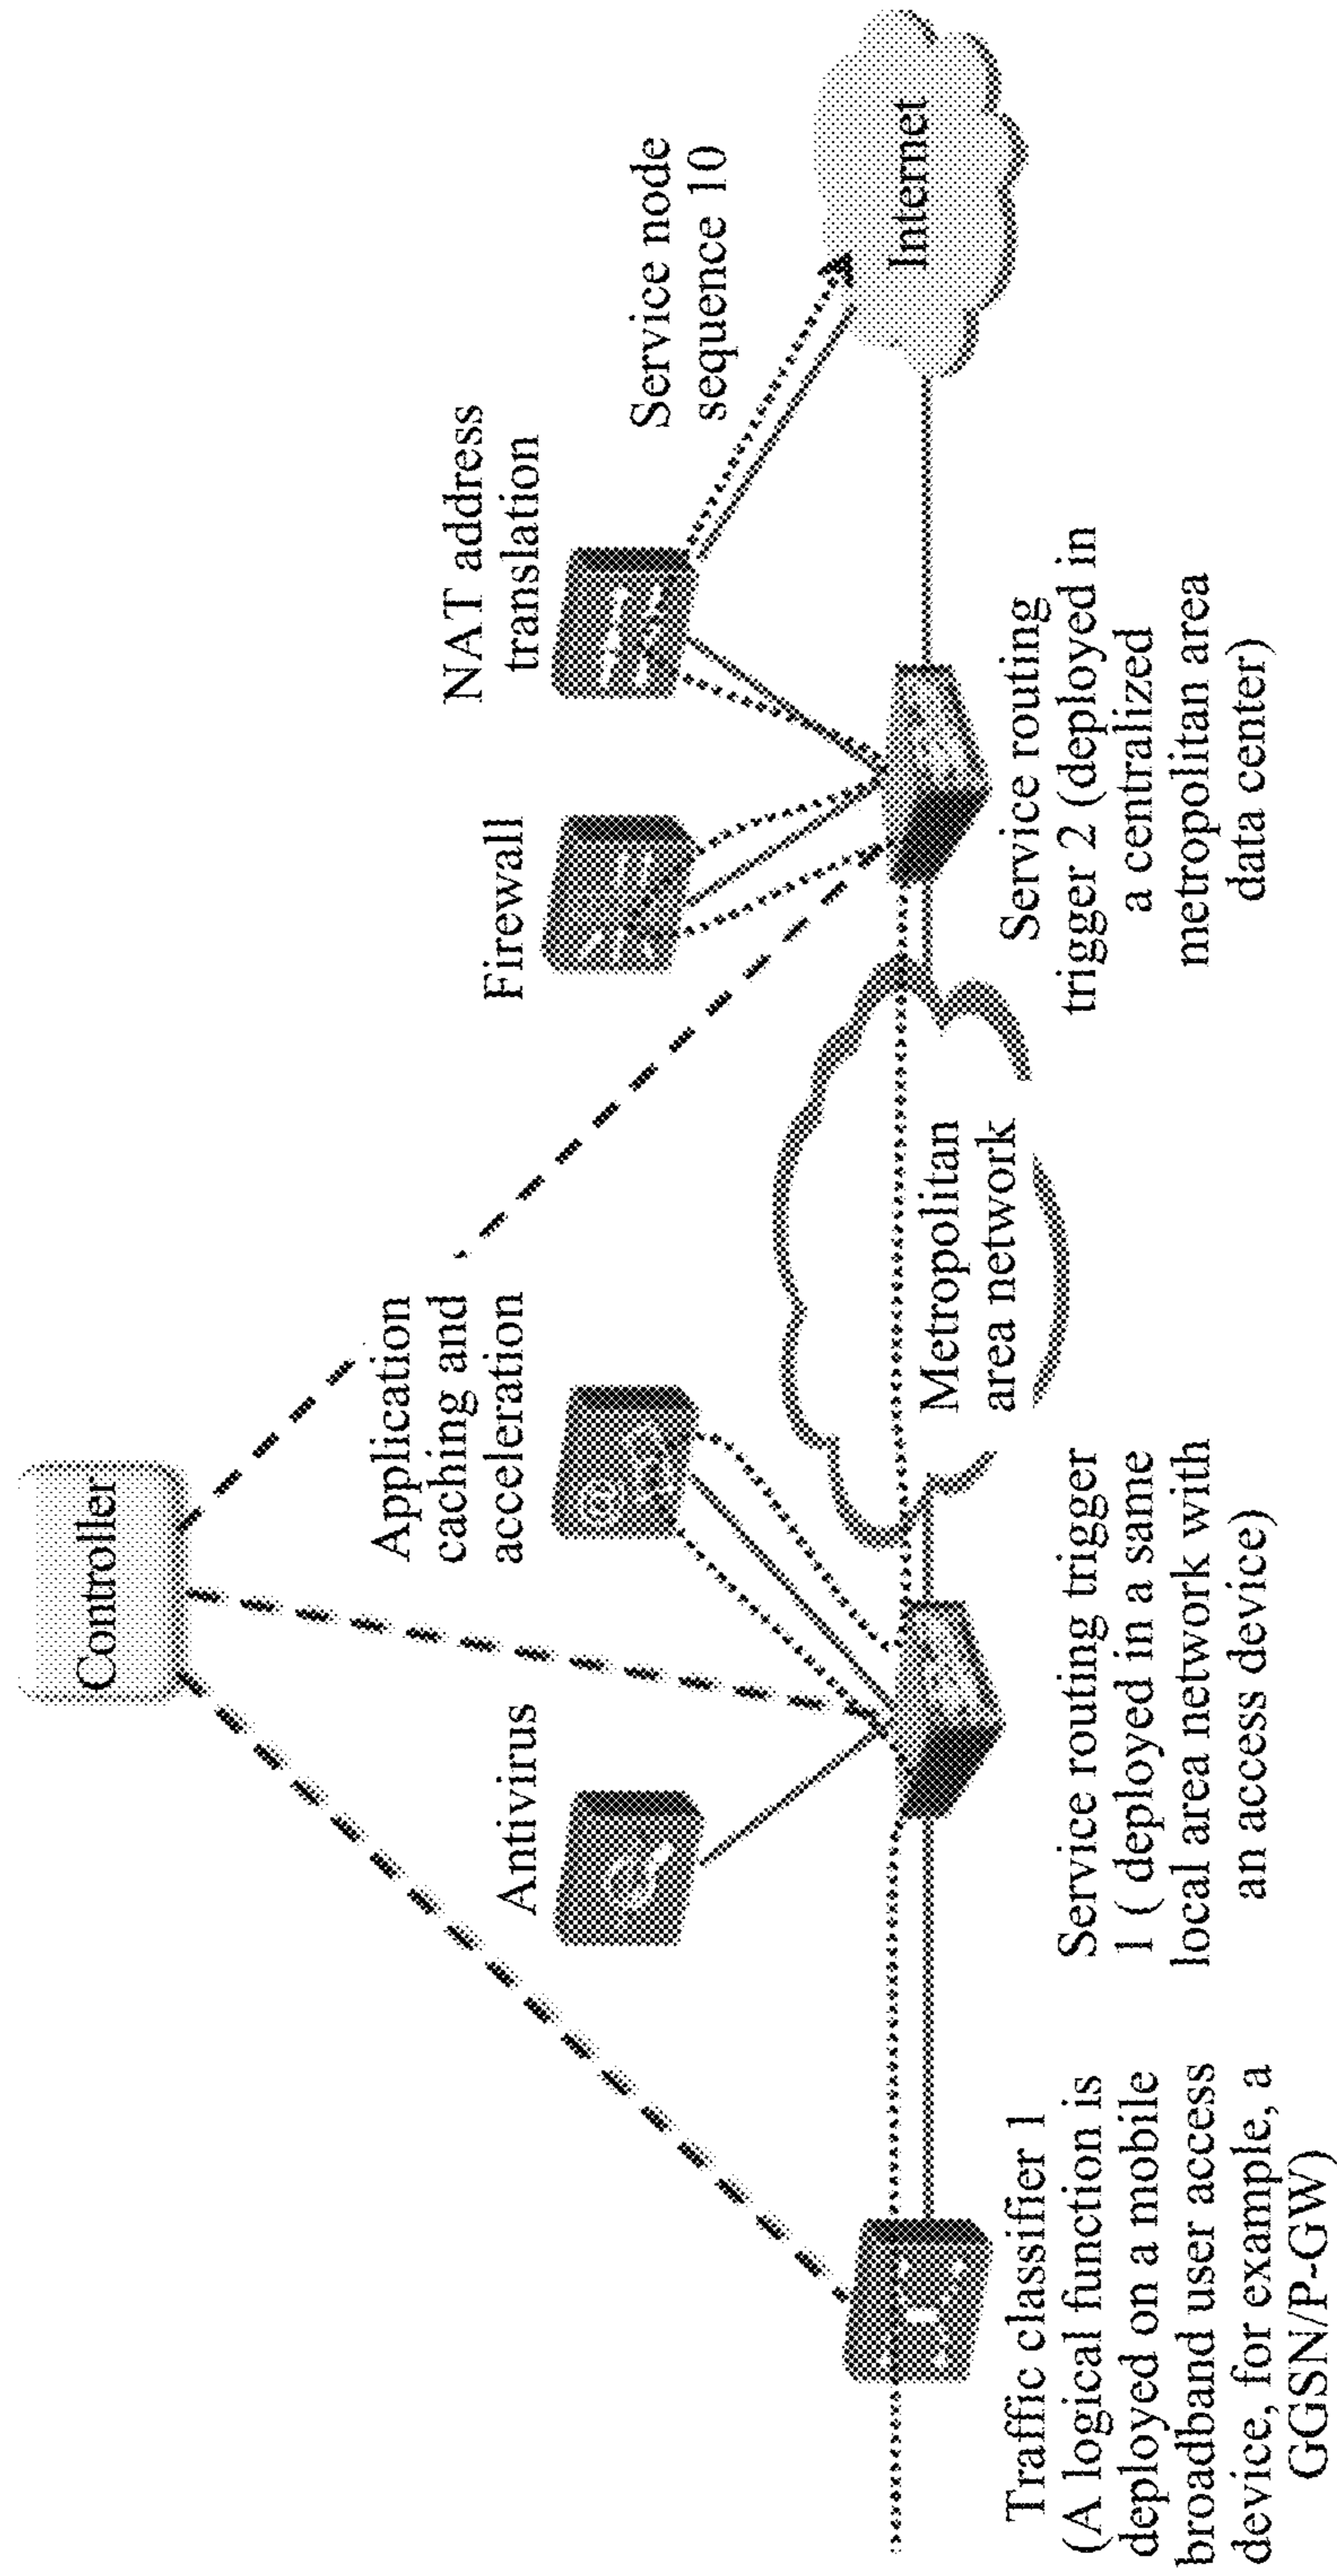 Controller
Application
caching and
acceleration
Antivirus
Firewall
NAT address
translation
Service node
sequence 10
Internet
Metropolitan
area network
Traffic classifier 1
(A logical function is
deployed on a mobile
broadband user access
device, for example, a
GGSN/P-GW)
Service routing trigger
1 ( deployed in a same
local area network with
an access device)
Service routing
trigger 2 (deployed in
a centralized
metropolitan area
data center)